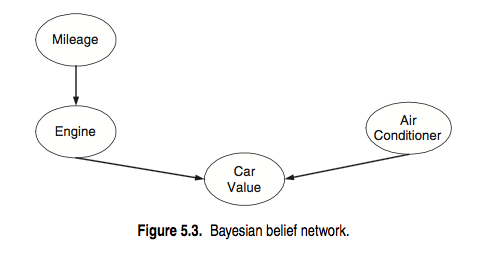 Mileage
Engine
Air
Conditioner
Car
Value
Figure 5.3. Bayesian belief network.